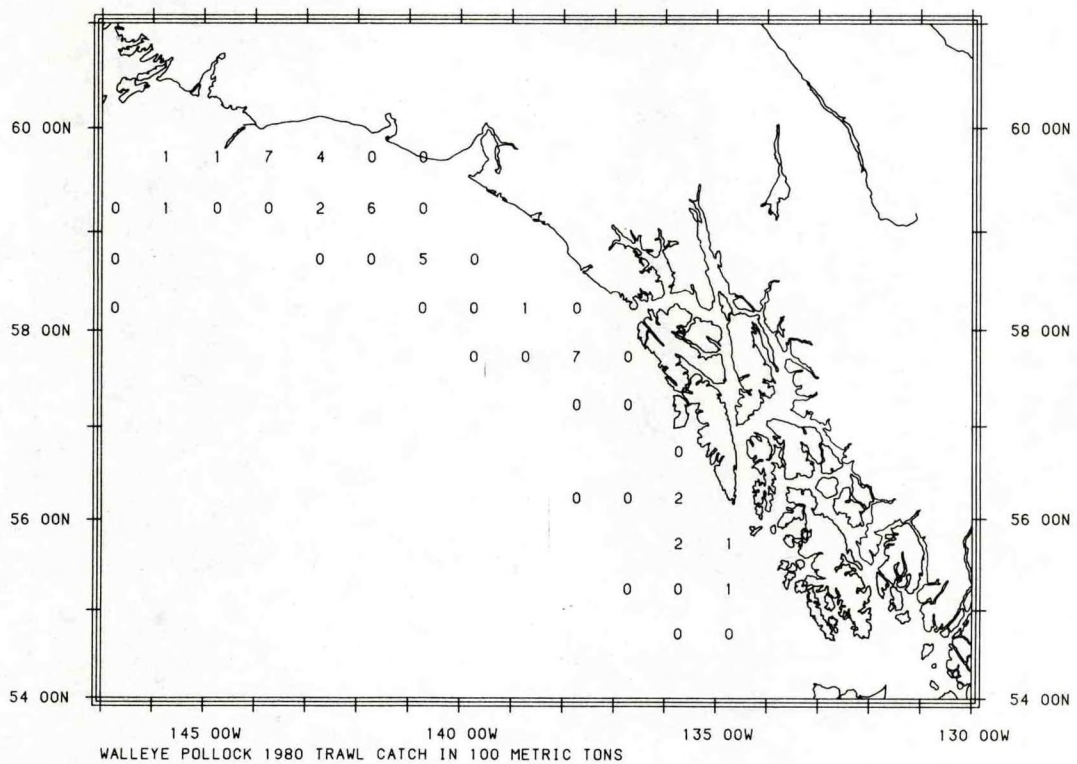 60 00N 60 00N
1 1 7 4 0 0
0 1 0 0 2 6 0
0 0 0 5 0
0 0 0 1 0
58 00N 58 00N
0 0 7 0
0 0
0
0 0 2
56 00N 56 00N
2 1
0 0 1
0 0
54 00N 54 00N
145 00W 140 00W 135 00W 130 00W
WALLEYE POLLOCK 1980 TRAWL CATCH IN 100 METRIC TONS